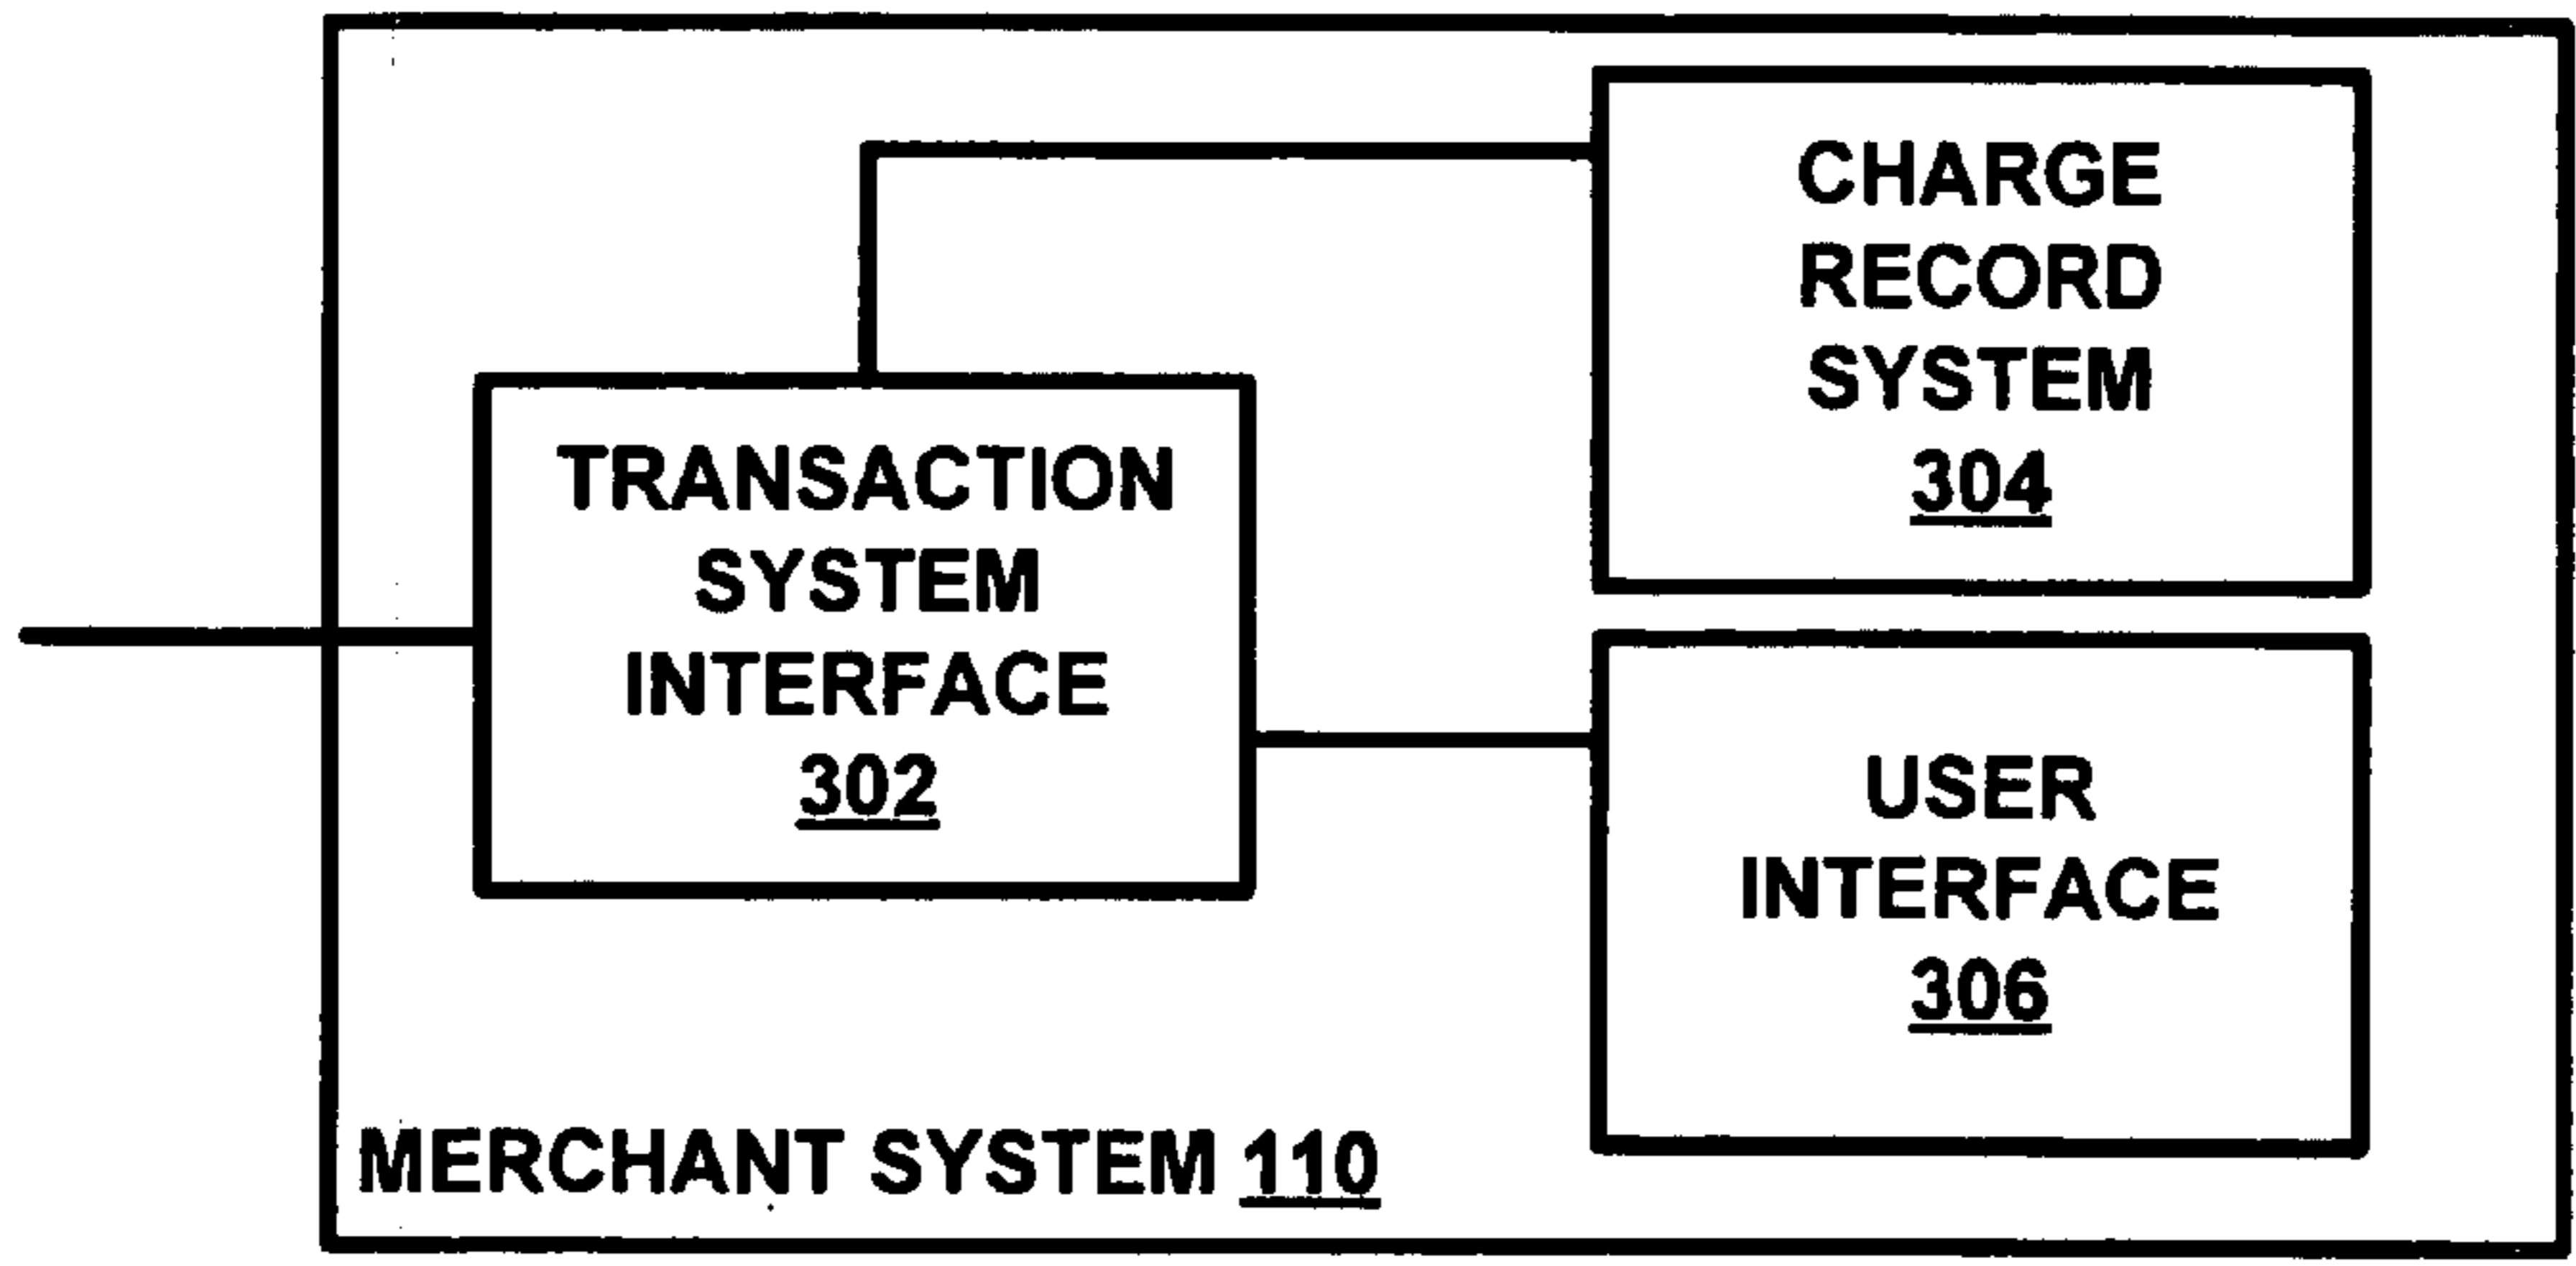 CHARGE
RECORD
SYSTEM
304
TRANSACTION
SYSTEM
INTERFACE
302
USER
INTERFACE
306
MERCHANT SYSTEM 110